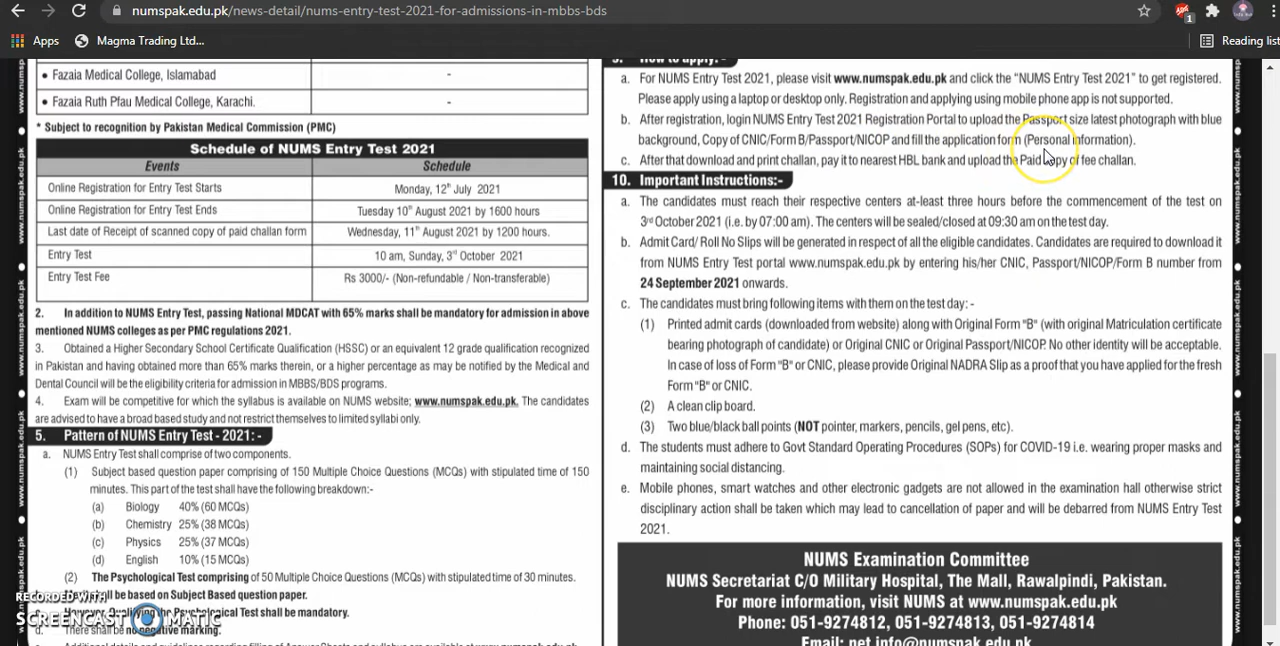 numspak.edu.pk/news-detail/nums-entry-test-2021-for-admissions-in-mbbs-bds
1
Apps
Magma Trading Ltd...
Reading list
• Fazaia Medical College, Islamabad -
• Fazaia Ruth Pfau Medical College, Karachi. -
* Subject to recognition by Pakistan Medical Commission (PMC)
Schedule of NUMS Entry Test 2021
Events Schedule
Online Registration for Entry Test Starts Monday, 12th July 2021
Online Registration for Entry Test Ends Tuesday 10th August 2021 by 1600 hours
Last date of Receipt of scanned copy of paid challan form Wednesday, 11th August 2021 by 1200 hours.
Entry Test 10 am, Sunday, 3rd October 2021
Entry Test Fee Rs 3000/- (Non-refundable / Non-transferable)
2. In addition to NUMS Entry Test, passing National MDCAT with 65% marks shall be mandatory for admission in above
mentioned NUMS colleges as per PMC regulations 2021.
3. Obtained a Higher Secondary School Certificate Qualification (HSSC) or an equivalent 12 grade qualification recognized
in Pakistan and having obtained more than 65% marks therein, or a higher percentage as may be notified by the Medical and
Dental Council will be the eligibility criteria for admission in MBBS/BDS programs.
4. Exam will be competitive for which the syllabus is available on NUMS website; www.numspak.edu.pk. The candidates
are advised to have a broad based study and not restrict themselves to limited syllabi only.
5. Pattern of NUMS Entry Test - 2021: -
a. NUMS Entry Test shall comprise of two components.
(1) Subject based question paper comprising of 150 Multiple Choice Questions (MCQs) with stipulated time of 150
minutes. This part of the test shall have the following breakdown:-
(a) Biology 40% (60 MCQs)
(b) Chemistry 25% (38 MCQs)
(c) Physics 25% (37 MCQs)
(d) English 10% (15 MCQs)
(2) The Psychological Test comprising of 50 Multiple Choice Questions (MCQs) with stipulated time of 30 minutes.
will be based on Subject Based question paper.
However, Qualifying the Psychological Test shall be mandatory.
d. There shall be no negative marking.
RECORDED WITH
SCREENCAST MATIC
9. How to apply: -
a. For NUMS Entry Test 2021, please visit www.numspak.edu.pk and click the “NUMS Entry Test 2021” to get registered.
Please apply using a laptop or desktop only. Registration and applying using mobile phone app is not supported.
b. After registration, login NUMS Entry Test 2021 Registration Portal to upload the Passport size latest photograph with blue
background, Copy of CNIC/Form B/Passport/NICOP and fill the application form (Personal Information).
c. After that download and print challan, pay it to nearest HBL bank and upload the Paid Copy of fee challan.
10. Important Instructions:-
a. The candidates must reach their respective centers at-least three hours before the commencement of the test on
3rd October 2021 (i.e. by 07:00 am). The centers will be sealed/closed at 09:30 am on the test day.
b. Admit Card/ Roll No Slips will be generated in respect of all the eligible candidates. Candidates are required to download it
from NUMS Entry Test portal www.numspak.edu.pk by entering his/her CNIC, Passport/NICOP/Form B number from
24 September 2021 onwards.
c. The candidates must bring following items with them on the test day: -
(1) Printed admit cards (downloaded from website) along with Original Form “B” (with original Matriculation certificate
bearing photograph of candidate) or Original CNIC or Original Passport/NICOP. No other identity will be acceptable.
In case of loss of Form “B” or CNIC, please provide Original NADRA Slip as a proof that you have applied for the fresh
Form “B” or CNIC.
(2) A clean clip board.
(3) Two blue/black ball points (NOT pointer, markers, pencils, gel pens, etc).
d. The students must adhere to Govt Standard Operating Procedures (SOPs) for COVID-19 i.e. wearing proper masks and
maintaining social distancing.
e. Mobile phones, smart watches and other electronic gadgets are not allowed in the examination hall otherwise strict
disciplinary action shall be taken which may lead to cancellation of paper and will be debarred from NUMS Entry Test
2021.
NUMS Examination Committee
NUMS Secretariat C/O Military Hospital, The Mall, Rawalpindi, Pakistan.
For more information, visit NUMS at www.numspak.edu.pk
Phone: 051-9274812, 051-9274813, 051-9274814
www.numspak.edu.pk